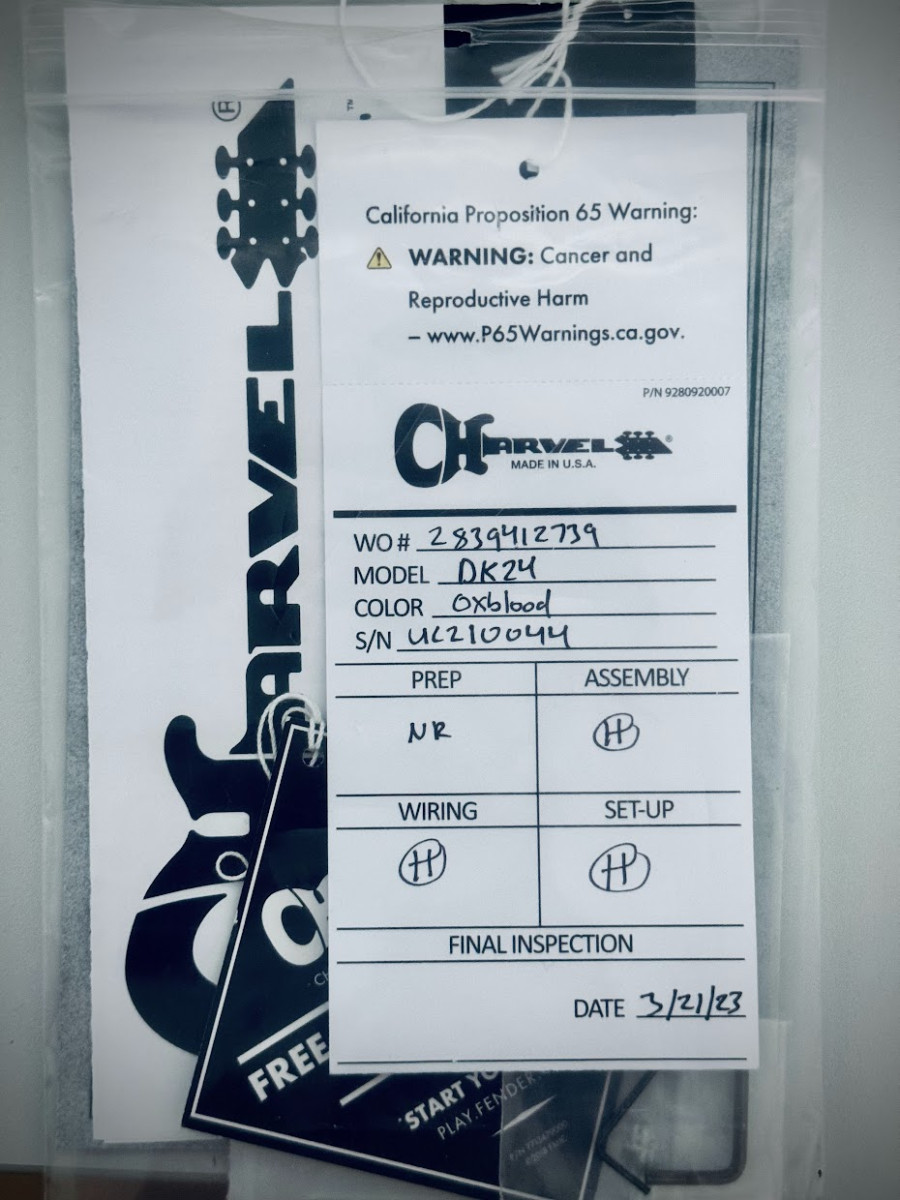 ®
CHARVEL
™
California Proposition 65 Warning:
WARNING: Cancer and
Reproductive Harm
– www.P65Warnings.ca.gov.
P/N 9280920007
CHARVEL®
MADE IN U.S.A.
WO# 2839412739
MODEL DK24
COLOR Oxblood
S/N UC210044
PREP ASSEMBLY
NR H
WIRING SET-UP
H H
FINAL INSPECTION
DATE 3/21/23
CH
FREE
START YO
PLAY.FENDER.